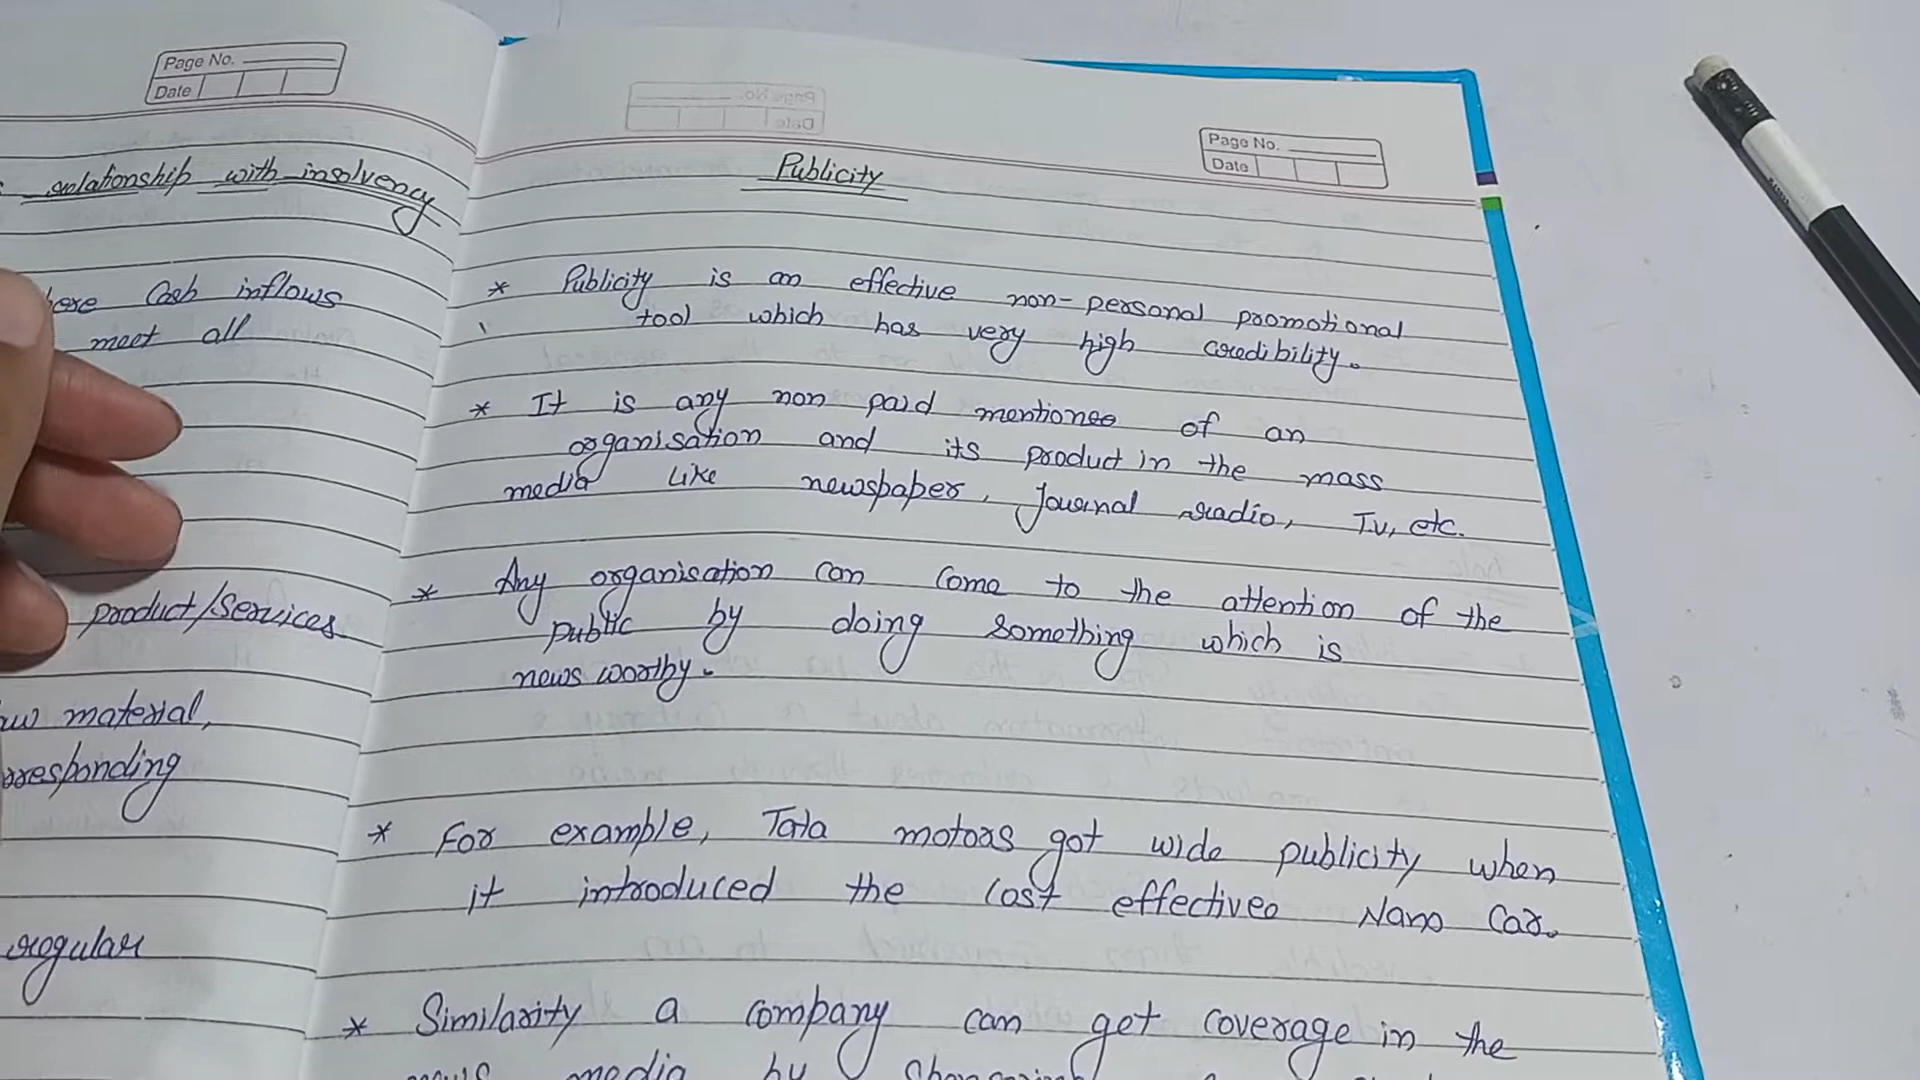 Page No.
Date
relationship with insolvency
Cash inflows
meet all
product/Services
material,
regular
Page No.
Date
Publicity
* Publicity is an effective non-personal promotional
tool which has very high credibility.
* It is any non paid mentione of an
organisation and its product in the mass
media like newspaper, Journal radio, Tv, etc.
* Any organisation can come to the attention of the
public by doing something which is
news worthy.
* For example, Tata motors got wide publicity when
it introduced the cost effective Nano Car.
* Similarity a company can get coverage in the
media by